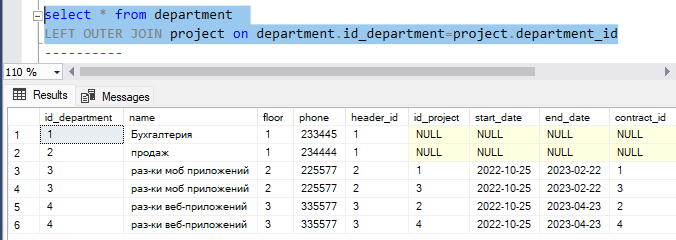 select * from department
LEFT OUTER JOIN project on department.id_department=project.department_id
----------
110 %
Results Messages
id_department name floor phone header_id id_project start_date end_date contract_id
1 1 Бухгалтерия 1 233445 1 NULL NULL NULL NULL
2 2 продаж 1 234444 1 NULL NULL NULL NULL
3 3 раз-ки моб приложений 2 225577 2 1 2022-10-25 2023-02-22 1
4 3 раз-ки моб приложений 2 225577 2 3 2022-10-25 2023-02-22 3
5 4 раз-ки веб-приложений 3 335577 3 2 2022-10-25 2023-04-23 2
6 4 раз-ки веб-приложений 3 335577 3 4 2022-10-25 2023-04-23 4